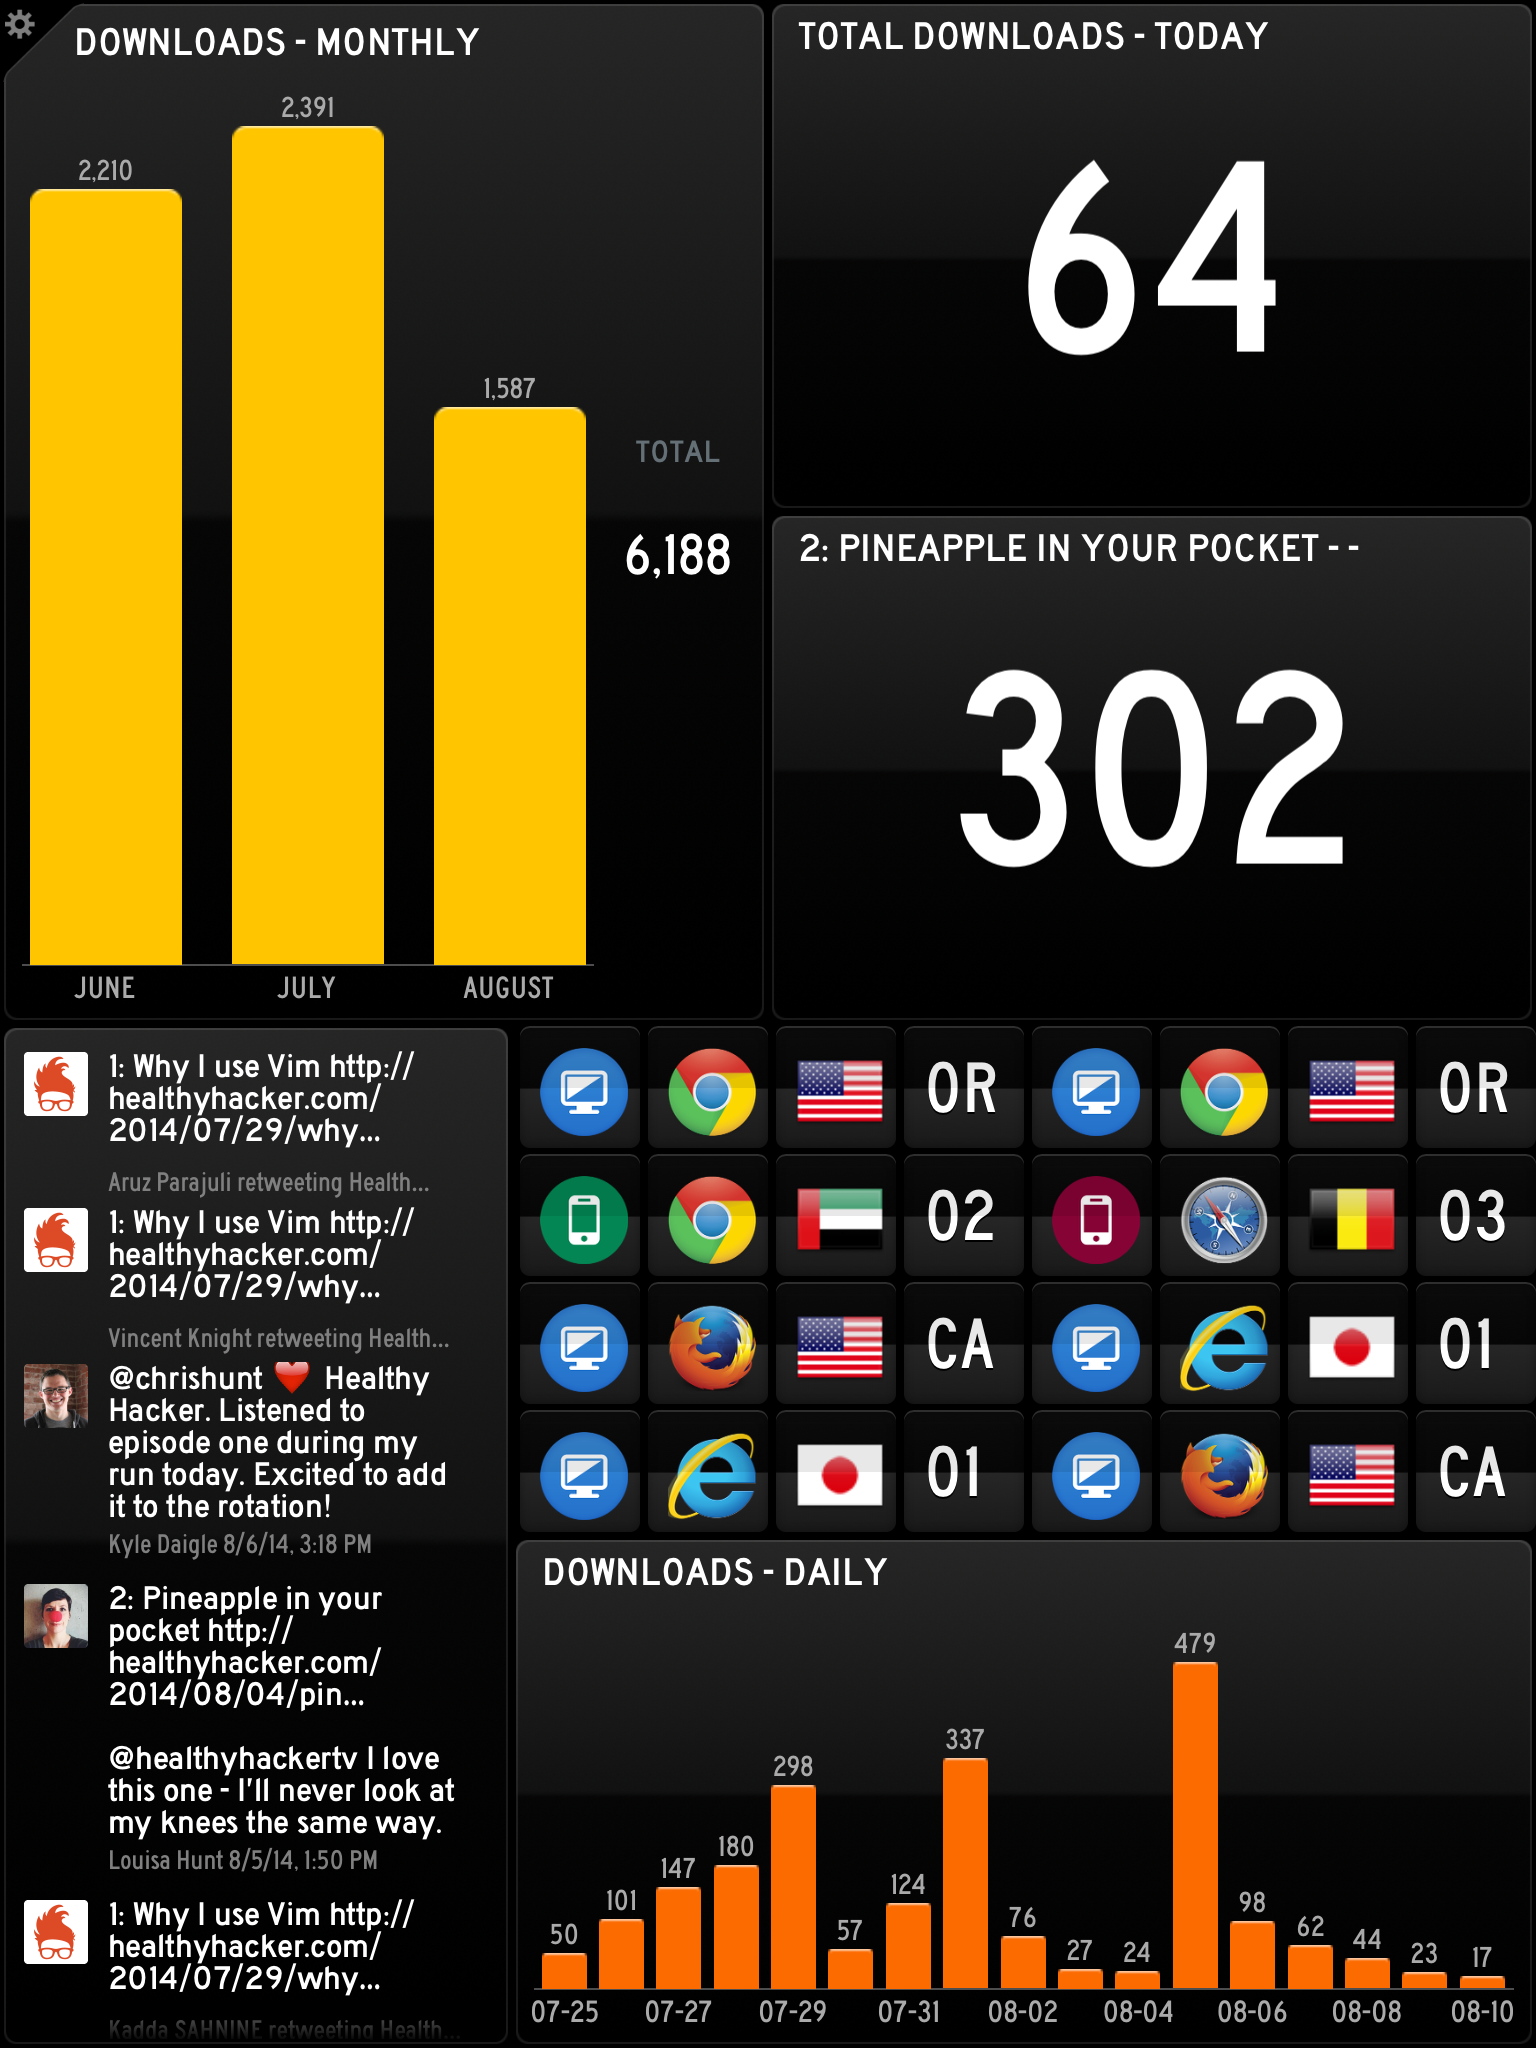 DOWNLOADS - MONTHLY
2,391
2,210
1,587
TOTAL
6,188
JUNE JULY AUGUST
TOTAL DOWNLOADS - TODAY
64
2: PINEAPPLE IN YOUR POCKET - -
302
1: Why I use Vim http://
healthyhacker.com/
2014/07/29/why...
Aruz Parajuli retweeting Health...
1: Why I use Vim http://
healthyhacker.com/
2014/07/29/why...
Vincent Knight retweeting Health...
@chrishunt ❤️ Healthy
Hacker. Listened to
episode one during my
run today. Excited to add
it to the rotation!
Kyle Daigle 8/6/14, 3:18 PM
2: Pineapple in your
pocket http://
healthyhacker.com/
2014/08/04/pin...
@healthyhackertv I love
this one - I'll never look at
my knees the same way.
Louisa Hunt 8/5/14, 1:50 PM
1: Why I use Vim http://
healthyhacker.com/
2014/07/29/why...
Kadda SAHNINE retweeting Health...
OR OR
02 03
CA 01
01 CA
DOWNLOADS - DAILY
50 101 147 180 298 57 124 337 76 27 24 479 98 62 44 23 17
07-25 07-27 07-29 07-31 08-02 08-04 08-06 08-08 08-10